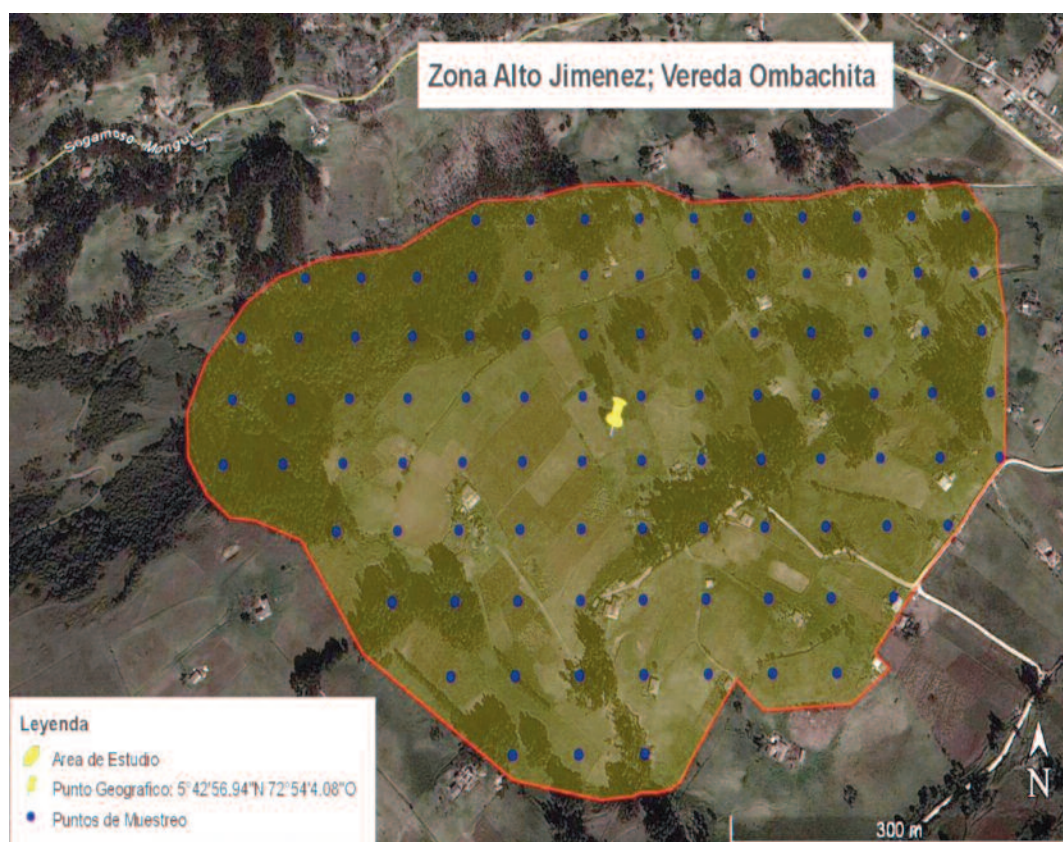 Zona Alto Jimenez; Vereda Ombachita
Sogamoso - Mongui
Leyenda
Area de Estudio
Punto Geografico: 5°42'56.94"N 72°54'4.08"O
Puntos de Muestreo
N
300 m